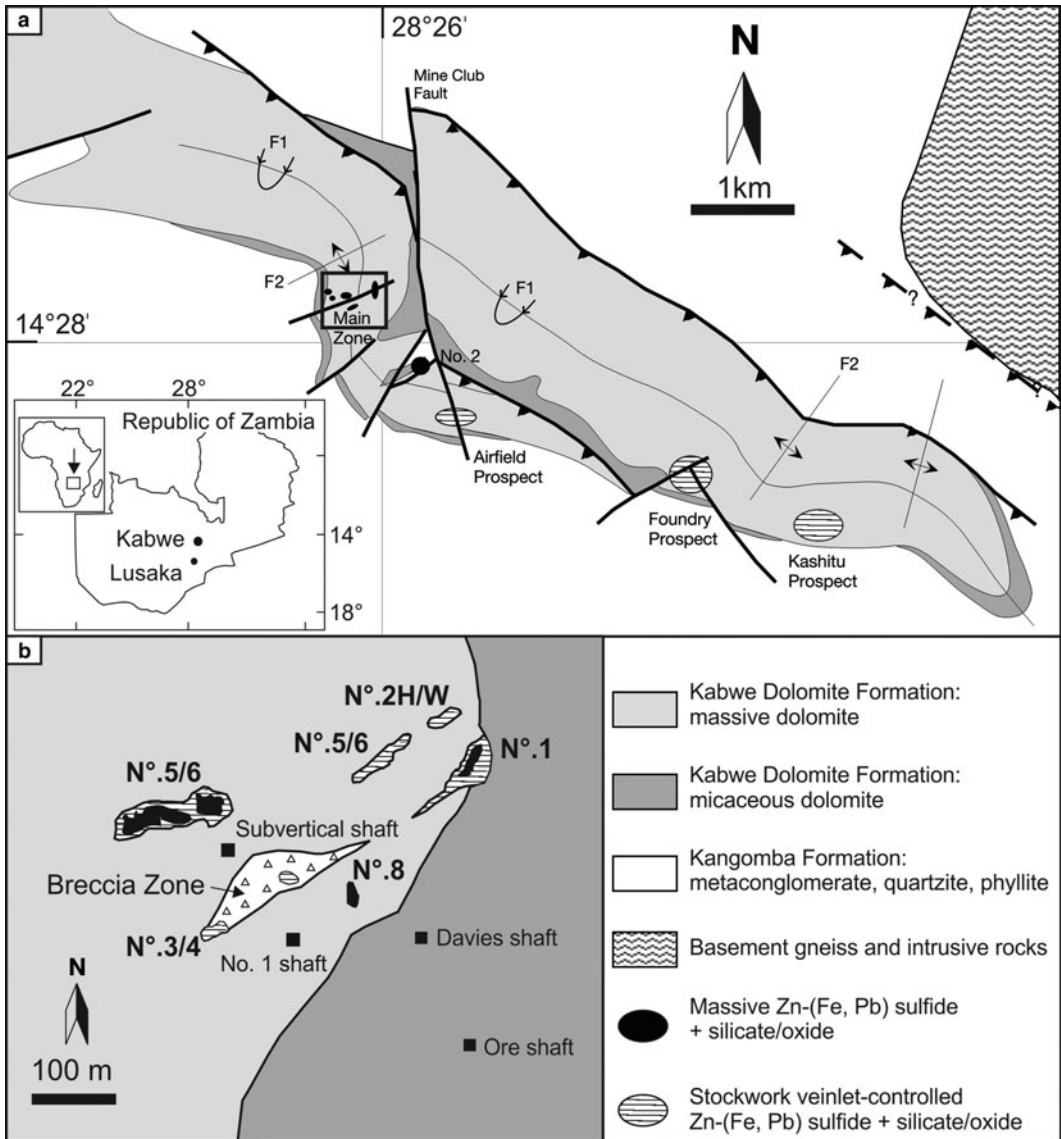 a
28°26'
N
1km
Mine Club
Fault
F1
F2
14°28'
Main
Zone
No. 2
F1
?
?
F2
Airfield
Prospect
Foundry
Prospect
Kashitu
Prospect
22°
28°
Republic of Zambia
Kabwe
Lusaka
14°
18°
b
N°.2H/W
N°.5/6
N°.1
N°.5/6
Subvertical shaft
Breccia Zone
N°.8
N°.3/4
No. 1 shaft
Davies shaft
N
Ore shaft
100 m
Kabwe Dolomite Formation:
massive dolomite
Kabwe Dolomite Formation:
micaceous dolomite
Kangomba Formation:
metaconglomerate, quartzite, phyllite
Basement gneiss and intrusive rocks
Massive Zn-(Fe, Pb) sulfide
+ silicate/oxide
Stockwork veinlet-controlled
Zn-(Fe, Pb) sulfide + silicate/oxide